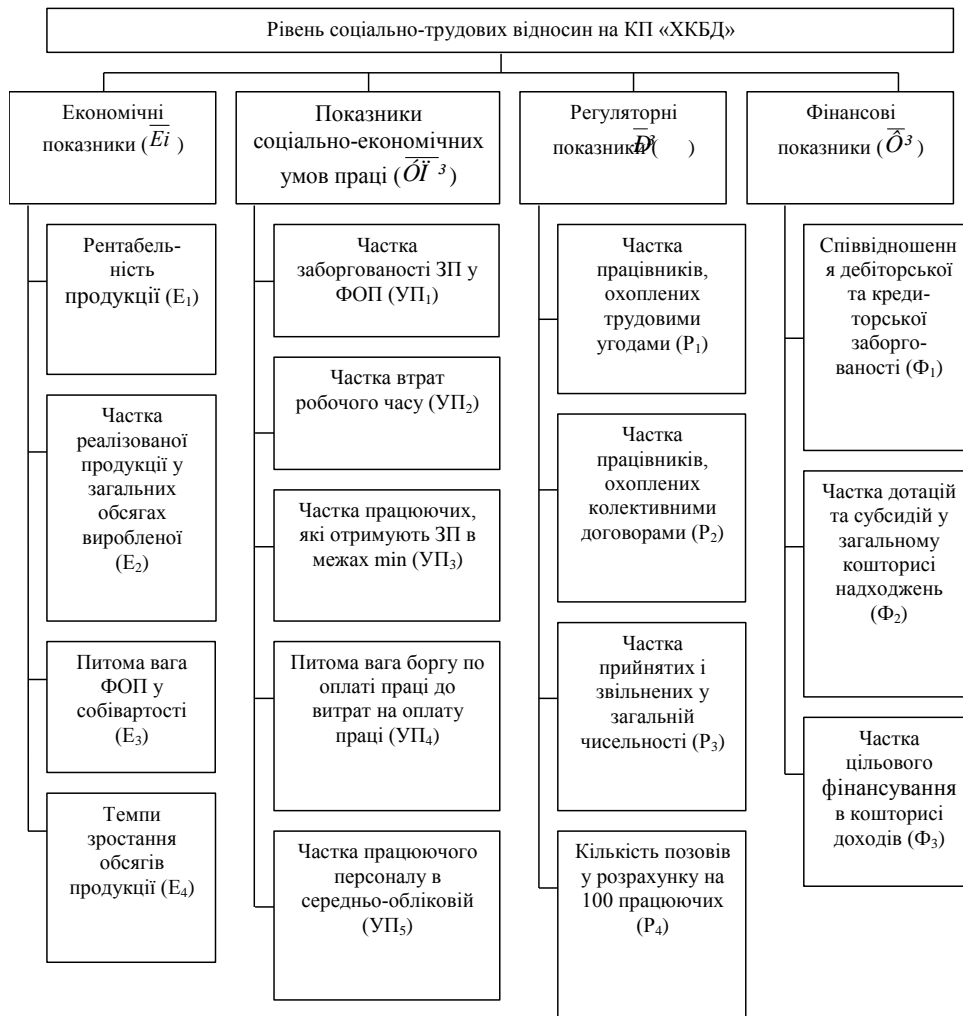 Рівень соціально-трудових відносин на КП «ХКБД»
Економічні
показники (Ei)
Рентабель-
ність
продукції (Е₁)
Частка
реалізованої
продукції у
загальних
обсягах
виробленої
(Е₂)
Питома вага
ФОП у
собівартості
(Е₃)
Темпи
зростання
обсягів
продукції (Е₄)
Показники
соціально-економічних
умов праці (ÓÏ ³)
Частка
заборгованості ЗП у
ФОП (УП₁)
Частка втрат
робочого часу (УП₂)
Частка працюючих,
які отримують ЗП в
межах min (УП₃)
Питома вага боргу по
оплаті праці до
витрат на оплату
праці (УП₄)
Частка працюючого
персоналу в
середньо-обліковій
(УП₅)
Регуляторні
показники ( )
Частка
працівників,
охоплених
трудовими
угодами (Р₁)
Частка
працівників,
охоплених
колективними
договорами (Р₂)
Частка
прийнятих і
звільнених у
загальній
чисельності (Р₃)
Кількість позовів
у розрахунку на
100 працюючих
(Р₄)
Фінансові
показники (Ô³)
Співвідношенн
я дебіторської
та креди-
торської
заборго-
ваності (Ф₁)
Частка дотацій
та субсидій у
загальному
кошторисі
надходжень
(Ф₂)
Частка
цільового
фінансування
в кошторисі
доходів (Ф₃)